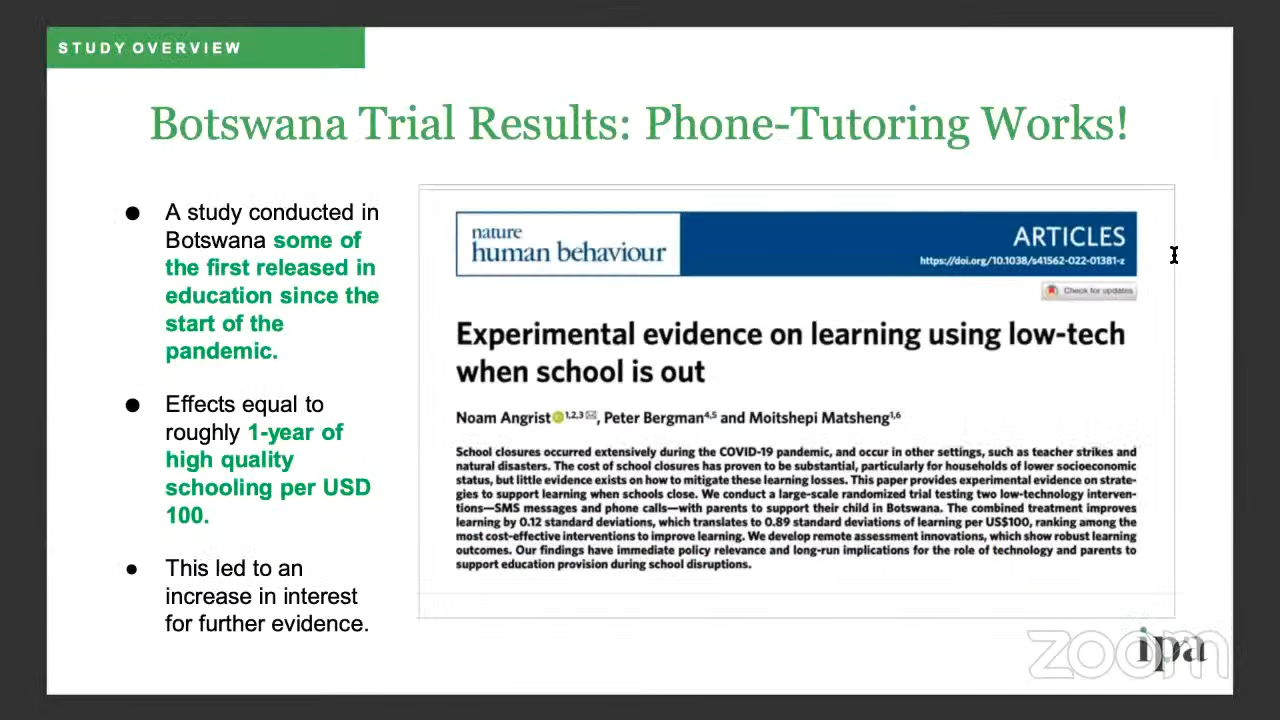 STUDY OVERVIEW
Botswana Trial Results: Phone-Tutoring Works!
● A study conducted in
Botswana some of
the first released in
education since the
start of the
pandemic.
● Effects equal to
roughly 1-year of
high quality
schooling per USD
100.
● This led to an
increase in interest
for further evidence.
nature
human behaviour
ARTICLES
https://doi.org/10.1038/s41562-022-01381-z
Check for updates
Experimental evidence on learning using low-tech
when school is out
Noam Angrist 1,2,3 ✉, Peter Bergman4,5 and Moitshepi Matsheng1,6
School closures occurred extensively during the COVID-19 pandemic, and occur in other settings, such as teacher strikes and
natural disasters. The cost of school closures has proven to be substantial, particularly for households of lower socioeconomic
status, but little evidence exists on how to mitigate these learning losses. This paper provides experimental evidence on strate-
gies to support learning when schools close. We conduct a large-scale randomized trial testing two low-technology interven-
tions—SMS messages and phone calls—with parents to support their child in Botswana. The combined treatment improves
learning by 0.12 standard deviations, which translates to 0.89 standard deviations of learning per US$100, ranking among the
most cost-effective interventions to improve learning. We develop remote assessment innovations, which show robust learning
outcomes. Our findings have immediate policy relevance and long-run implications for the role of technology and parents to
support education provision during school disruptions.
ipa
zoom